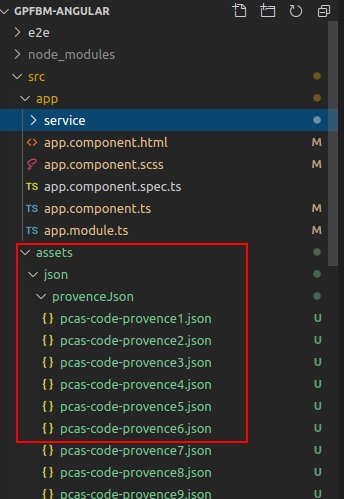 GPFBM-ANGULAR
e2e
node_modules
src
app
service
<> app.component.html M
app.component.scss M
TS app.component.spec.ts
TS app.component.ts M
TS app.module.ts M
assets
json
provenceJson
{} pcas-code-provence1.json U
{} pcas-code-provence2.json U
{} pcas-code-provence3.json U
{} pcas-code-provence4.json U
{} pcas-code-provence5.json U
{} pcas-code-provence6.json U
{} pcas-code-provence7.json U
{} pcas-code-provence8.json U
{} pcas-code-provence9.json U